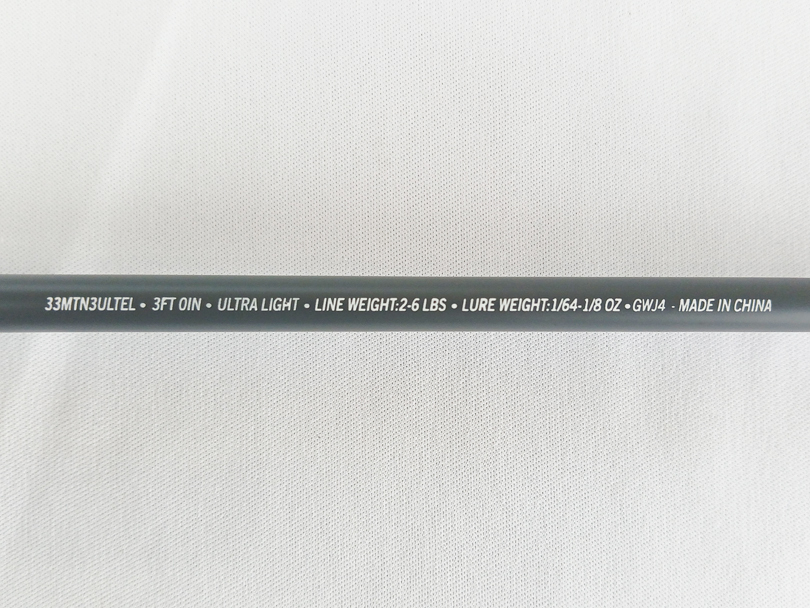 33MTN3ULTEL • 3FT 0IN • ULTRA LIGHT • LINE WEIGHT:2-6 LBS • LURE WEIGHT:1/64-1/8 OZ •GWJ4 · MADE IN CHINA